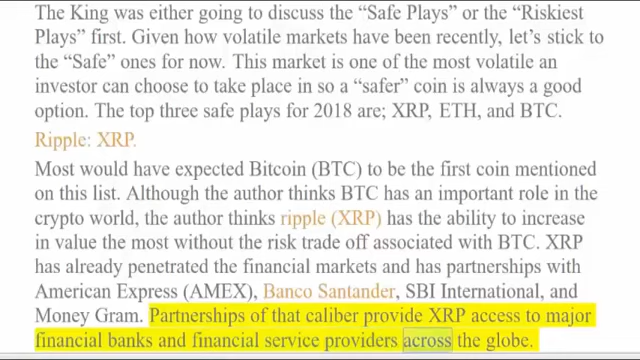 The King was either going to discuss the “Safe Plays” or the “Riskiest
Plays” first. Given how volatile markets have been recently, let’s stick to
the “Safe” ones for now. This market is one of the most volatile an
investor can choose to take place in so a “safer” coin is always a good
option. The top three safe plays for 2018 are; XRP, ETH, and BTC.
Ripple: XRP.
Most would have expected Bitcoin (BTC) to be the first coin mentioned
on this list. Although the author thinks BTC has an important role in the
crypto world, the author thinks ripple (XRP) has the ability to increase
in value the most without the risk trade off associated with BTC. XRP
has already penetrated the financial markets and has partnerships with
American Express (AMEX), Banco Santander, SBI International, and
Money Gram. Partnerships of that caliber provide XRP access to major
financial banks and financial service providers across the globe.